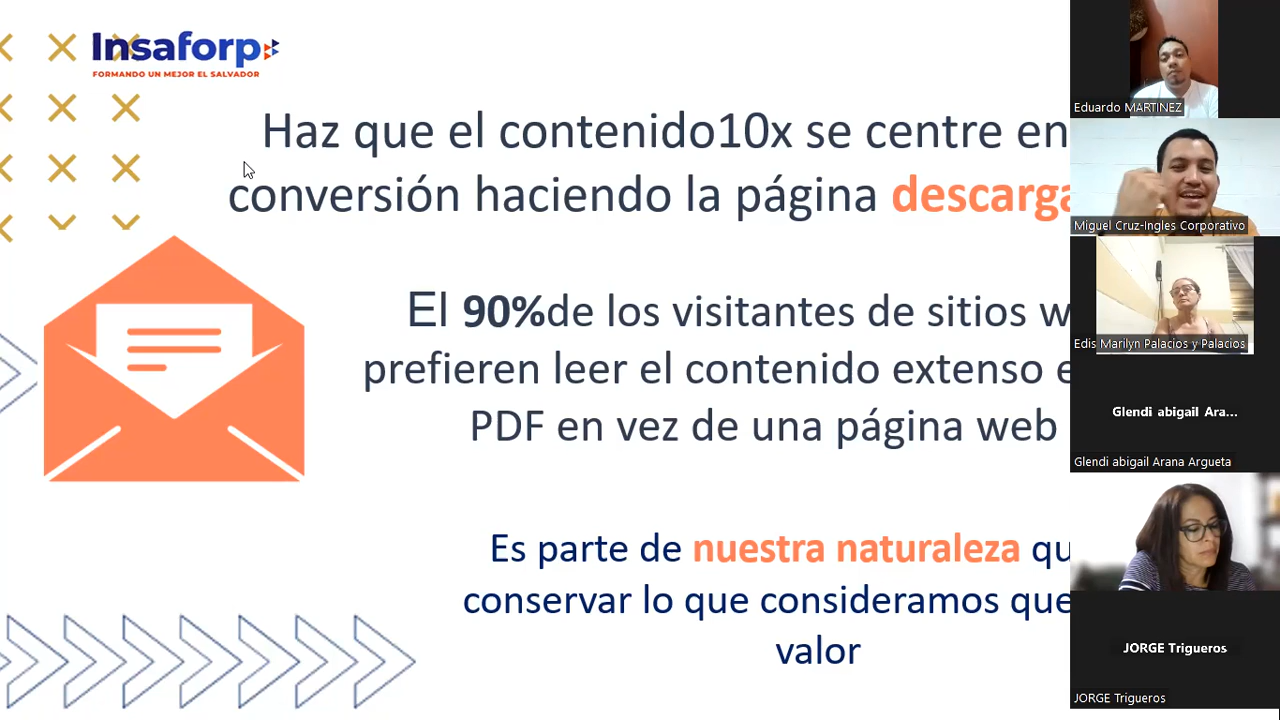 Insaforp
FORMANDO UN MEJOR EL SALVADOR
Haz que el contenido10x se centre en
conversión haciendo la página descarga
El 90%de los visitantes de sitios w
prefieren leer el contenido extenso e
PDF en vez de una página web
Es parte de nuestra naturaleza qu
conservar lo que consideramos que
valor
Eduardo MARTINEZ
Miguel Cruz-Ingles Corporativo
Edis Marilyn Palacios y Palacios
Glendi abigail Ara...
Glendi abigail Arana Argueta
JORGE Trigueros
JORGE Trigueros